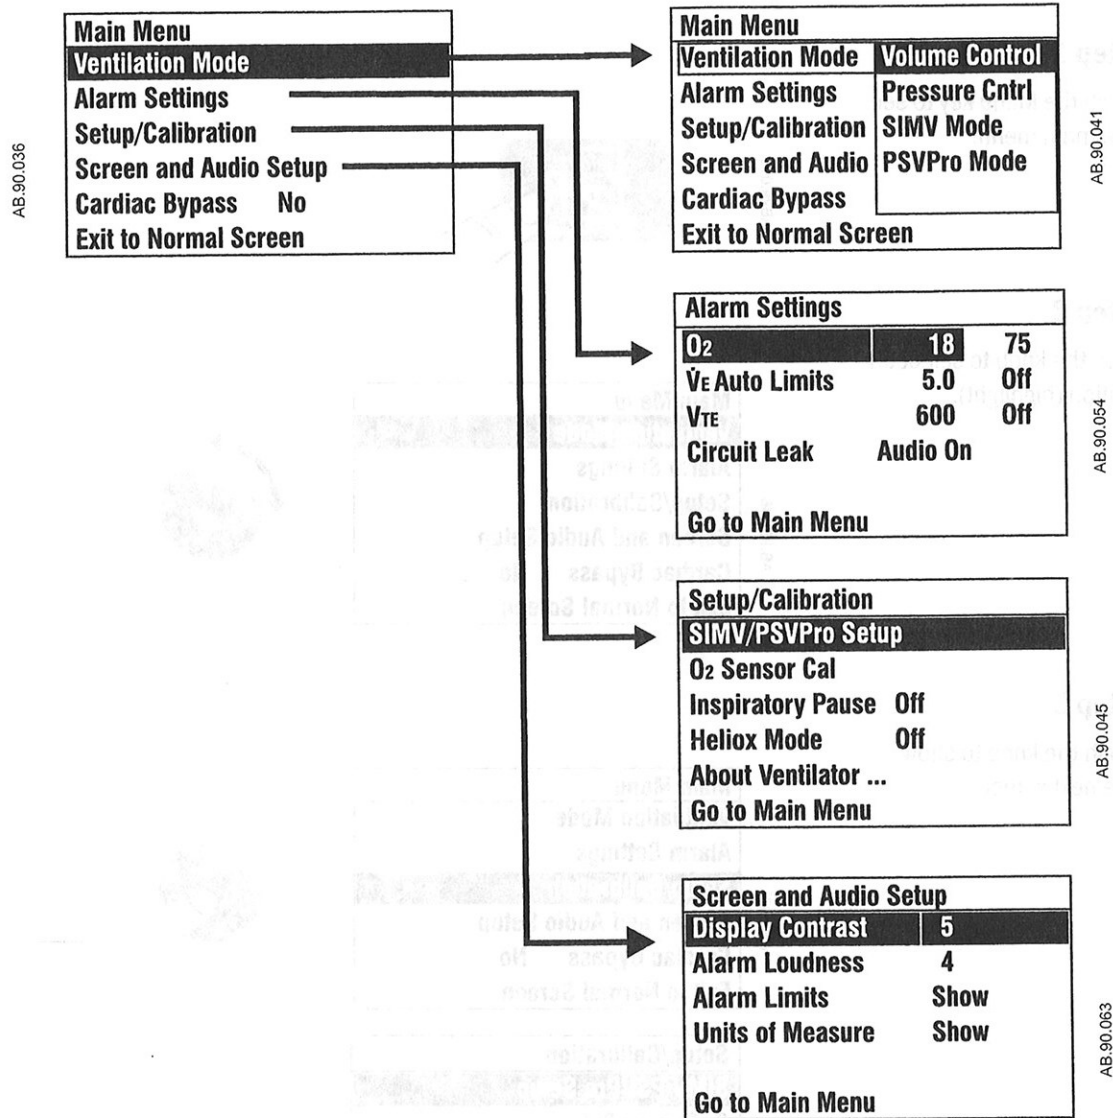 Main Menu
Ventilation Mode
Alarm Settings
Setup/Calibration
Screen and Audio Setup
Cardiac Bypass No
Exit to Normal Screen
AB.90.036
Main Menu
Ventilation Mode Volume Control
Alarm Settings Pressure Cntrl
Setup/Calibration SIMV Mode
Screen and Audio PSVPro Mode
Cardiac Bypass
Exit to Normal Screen
AB.90.041
Alarm Settings
O2 18 75
V̇E Auto Limits 5.0 Off
VTE 600 Off
Circuit Leak Audio On
Go to Main Menu
AB.90.054
Setup/Calibration
SIMV/PSVPro Setup
O2 Sensor Cal
Inspiratory Pause Off
Heliox Mode Off
About Ventilator ...
Go to Main Menu
AB.90.045
Screen and Audio Setup
Display Contrast 5
Alarm Loudness 4
Alarm Limits Show
Units of Measure Show
Go to Main Menu
AB.90.063